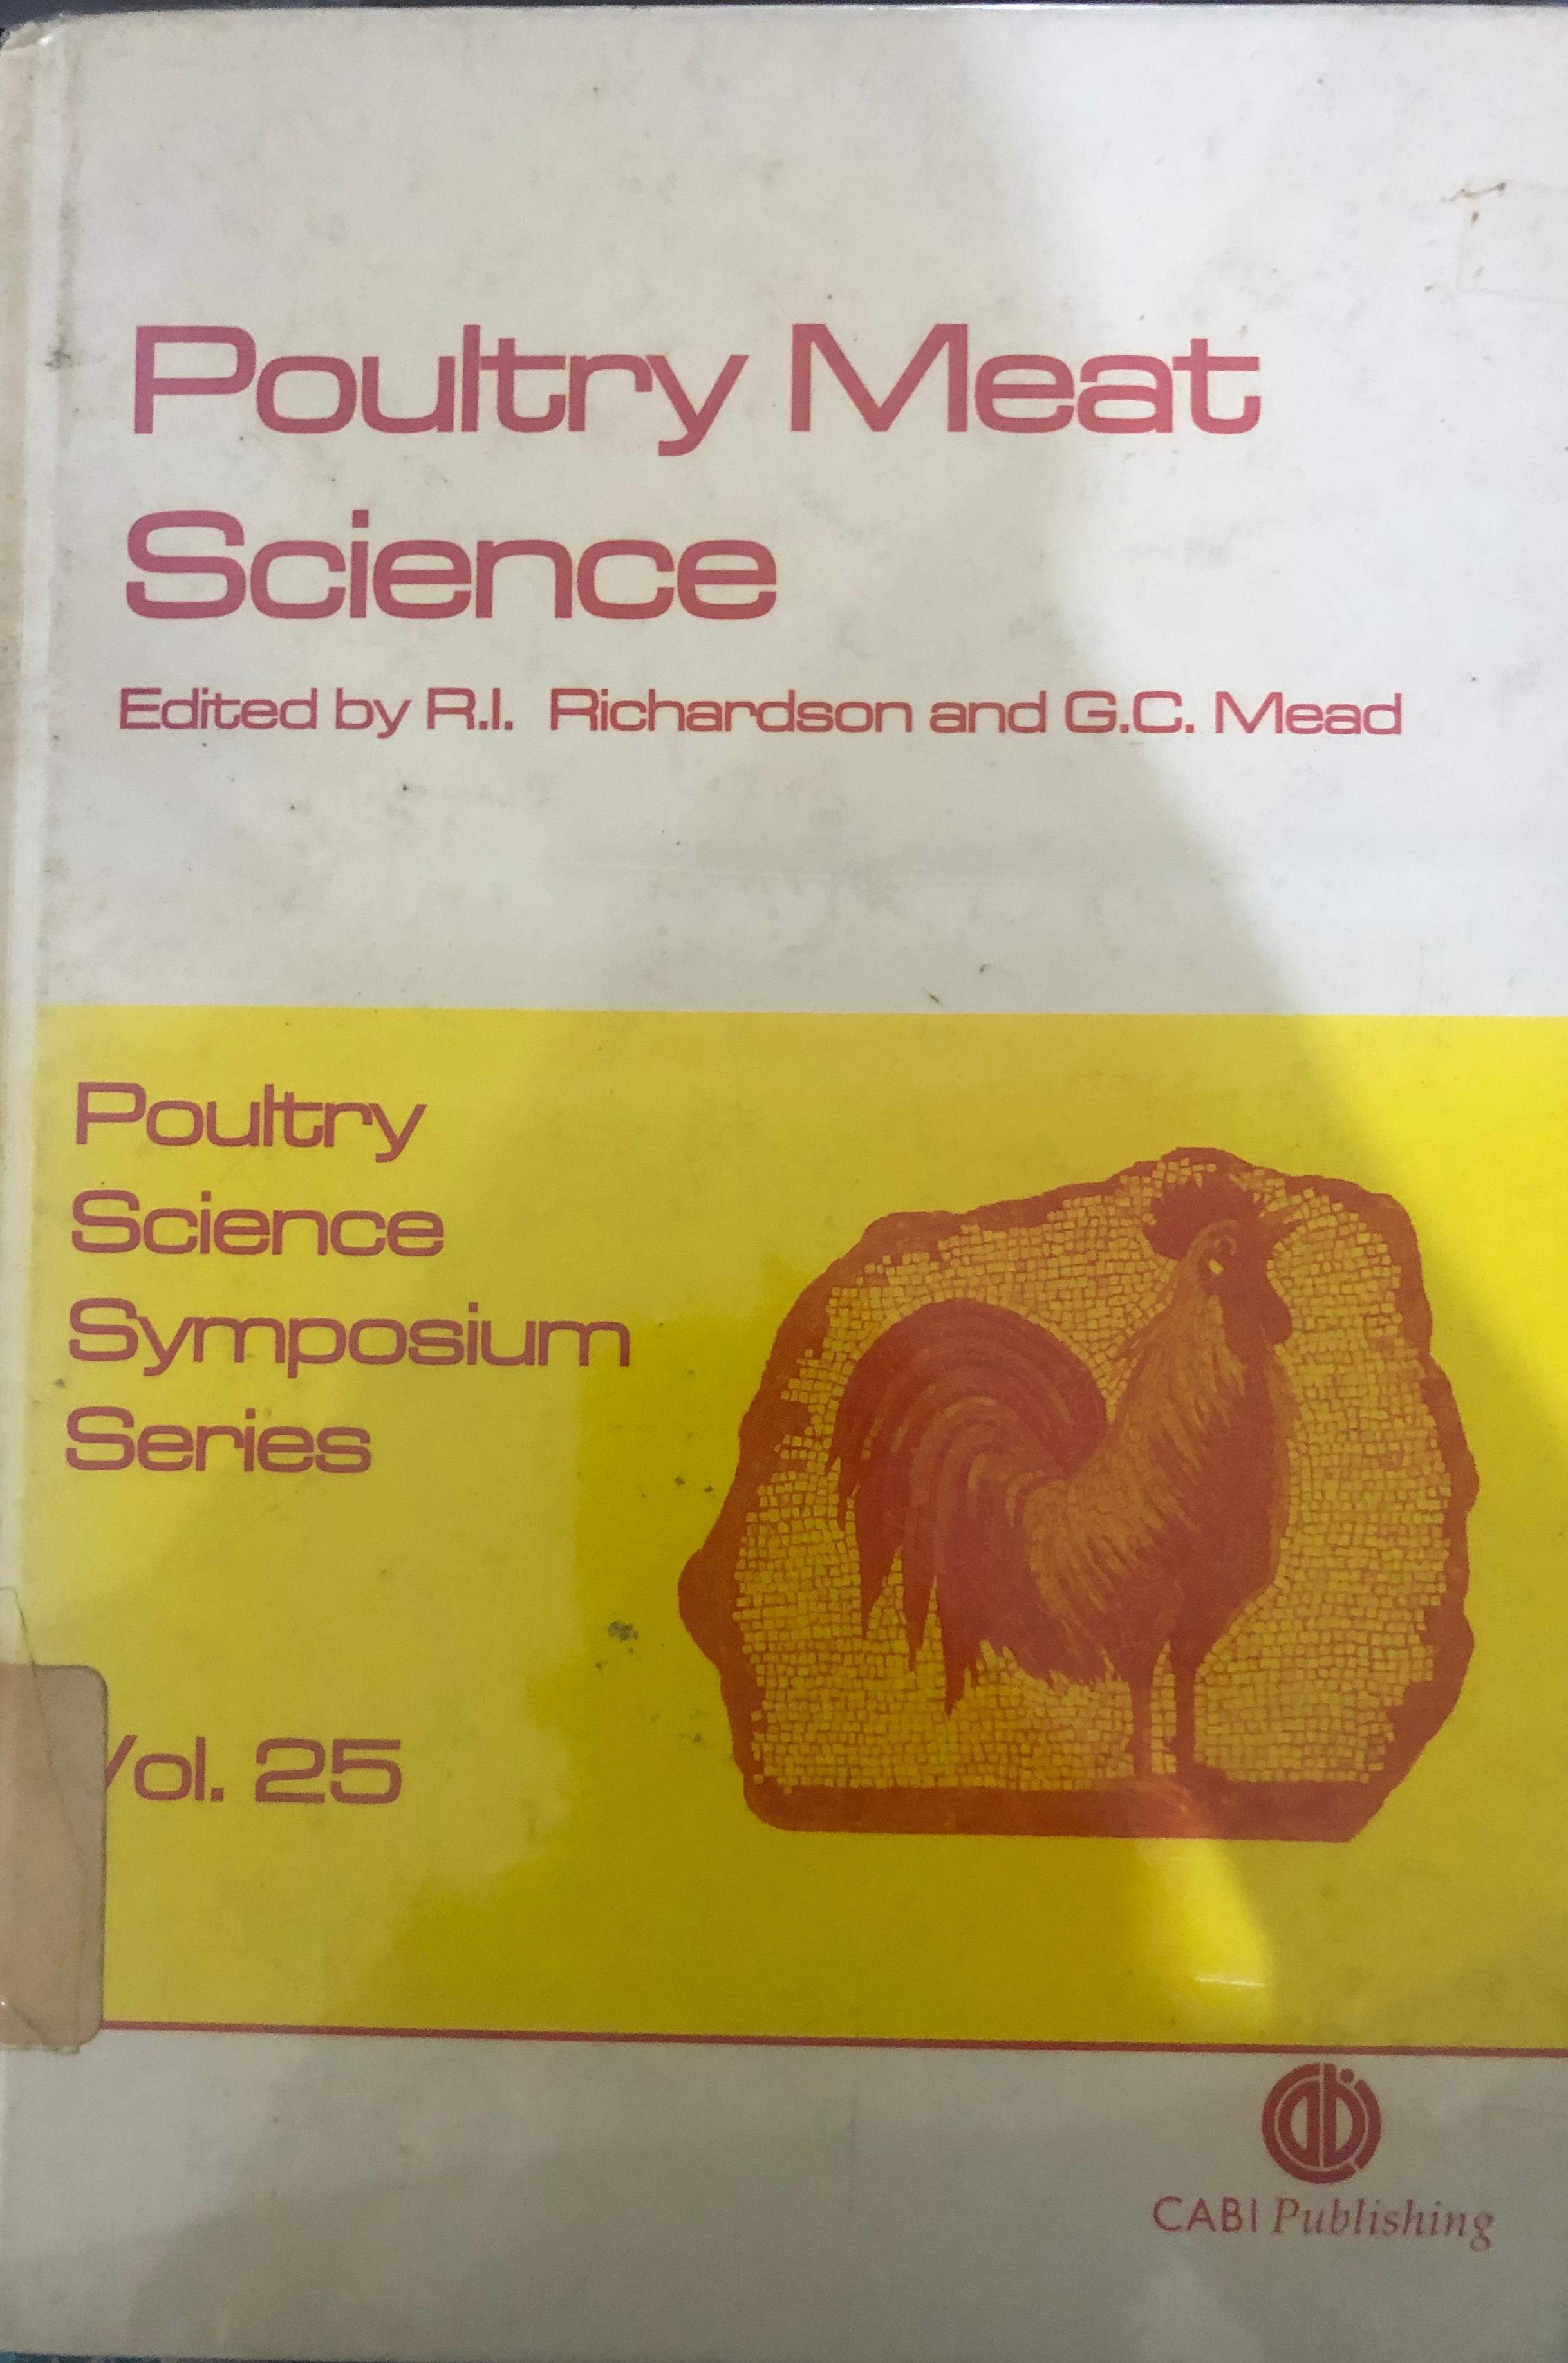 Poultry Meat
Science
Edited by R.I. Richardson and G.C. Mead
Poultry
Science
Symposium
Series
Vol. 25
CABI Publishing